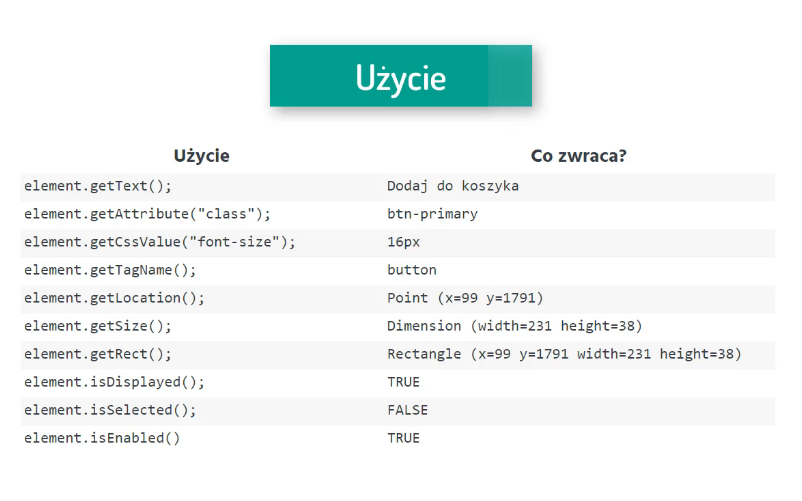 Użycie
Użycie Co zwraca?
element.getText(); Dodaj do koszyka
element.getAttribute("class"); btn-primary
element.getCssValue("font-size"); 16px
element.getTagName(); button
element.getLocation(); Point (x=99 y=1791)
element.getSize(); Dimension (width=231 height=38)
element.getRect(); Rectangle (x=99 y=1791 width=231 height=38)
element.isDisplayed(); TRUE
element.isSelected(); FALSE
element.isEnabled() TRUE